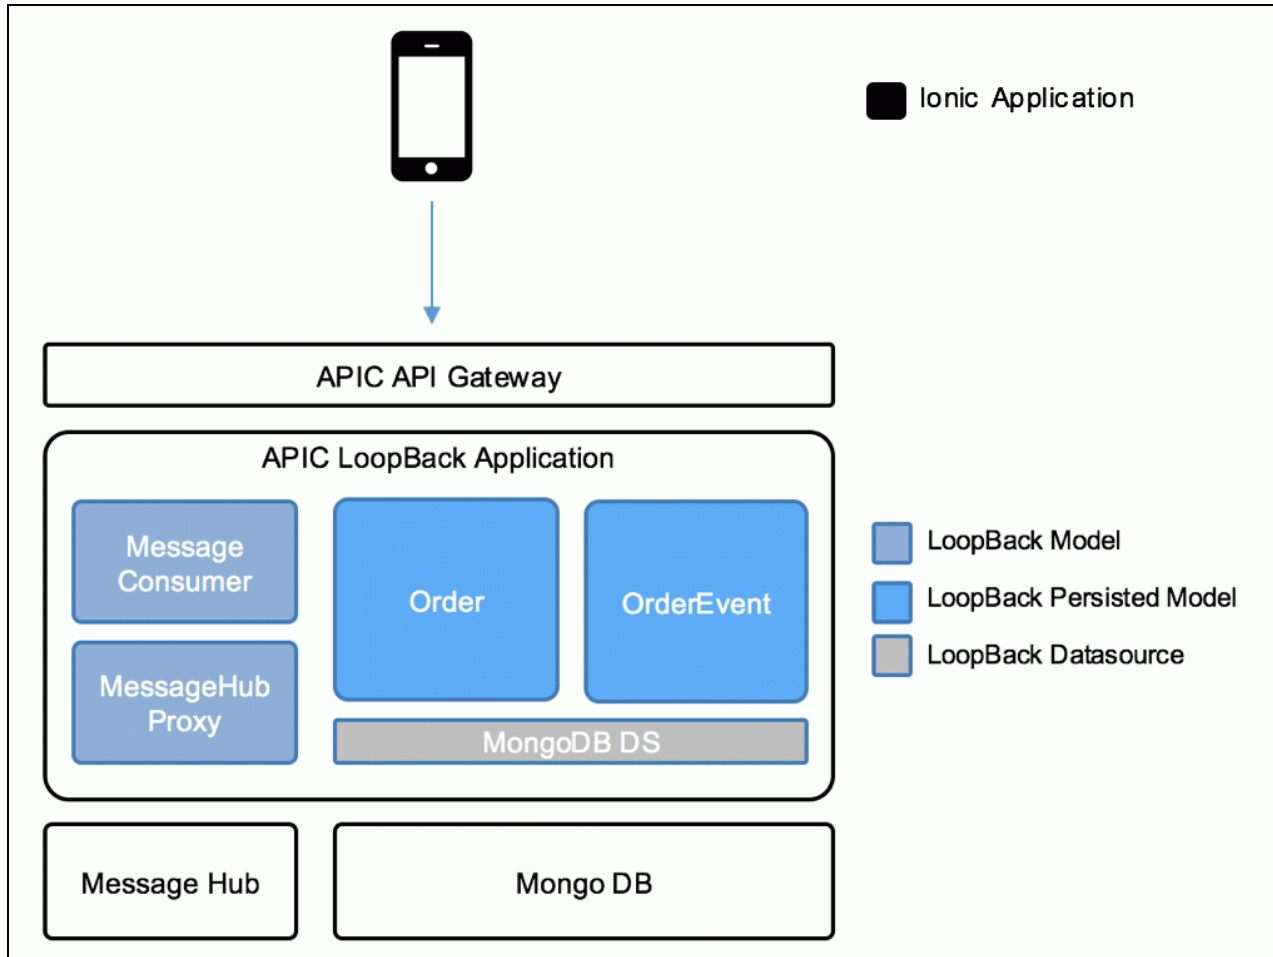 Ionic Application
APIC API Gateway
APIC LoopBack Application
Message
Consumer
Order
OrderEvent
MessageHub
Proxy
MongoDB DS
LoopBack Model
LoopBack Persisted Model
LoopBack Datasource
Message Hub
Mongo DB